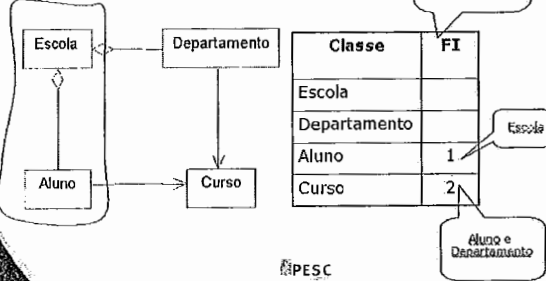 Escola
Departamento
Aluno
Curso
Classe FI
Escola
Departamento
Aluno 1
Curso 2
Escola
Aluno e
Departamento
PESC